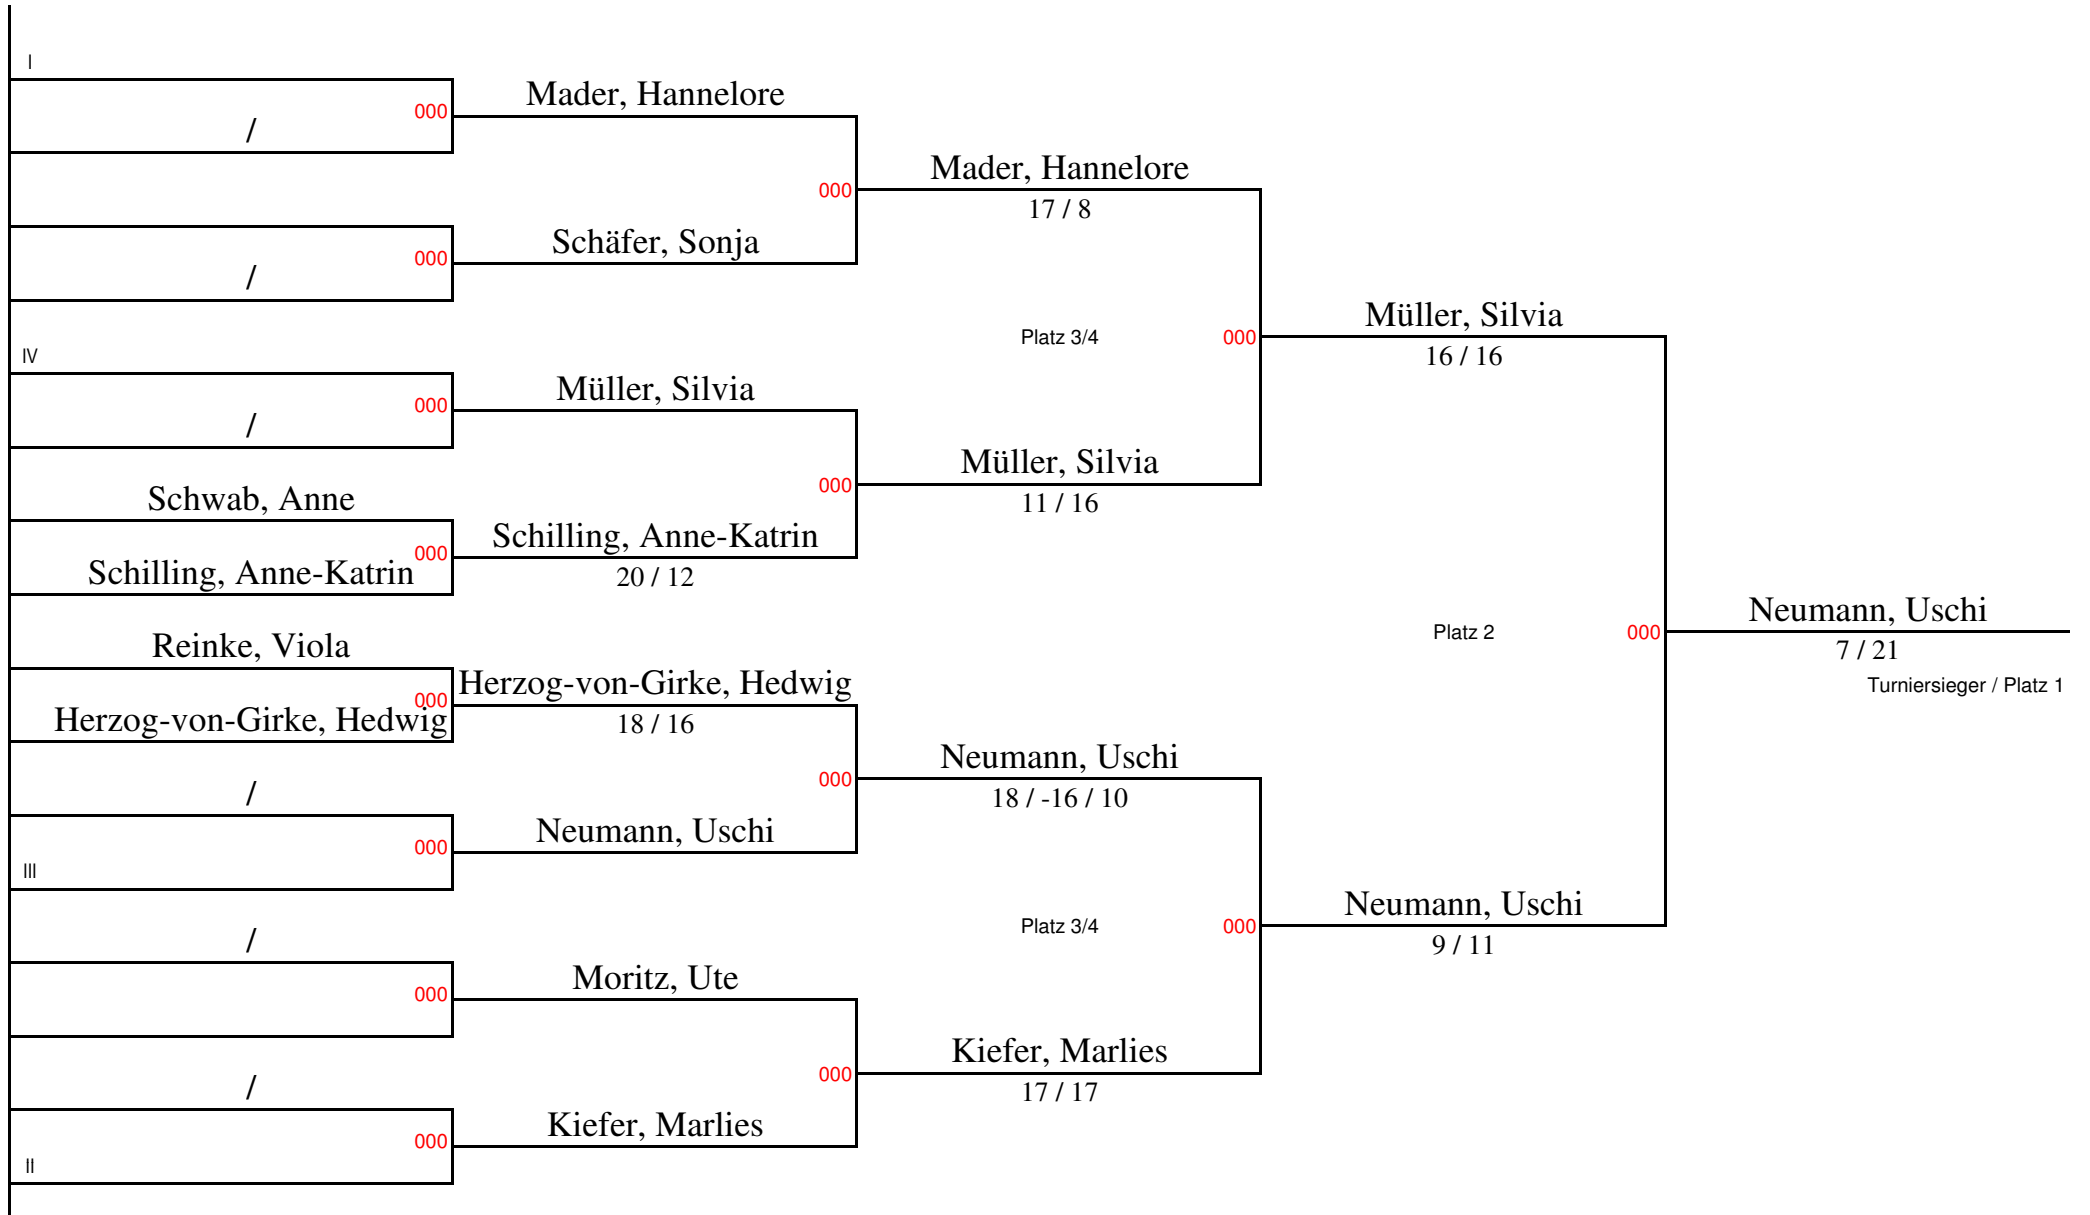 I
000
/
Mader, Hannelore
000
/
Schäfer, Sonja
000
Mader, Hannelore
17 / 8
IV
000
/
Müller, Silvia
Schwab, Anne
000
Schilling, Anne-Katrin
Schilling, Anne-Katrin
20 / 12
000
Müller, Silvia
11 / 16
Platz 3/4
000
Müller, Silvia
16 / 16
Reinke, Viola
000
Herzog-von-Girke, Hedwig
Herzog-von-Girke, Hedwig
18 / 16
/
000
III
Neumann, Uschi
000
Neumann, Uschi
18 / -16 / 10
/
000
Moritz, Ute
/
000
II
Kiefer, Marlies
000
Kiefer, Marlies
17 / 17
Platz 3/4
000
Neumann, Uschi
9 / 11
Platz 2
000
Neumann, Uschi
7 / 21
Turniersieger / Platz 1